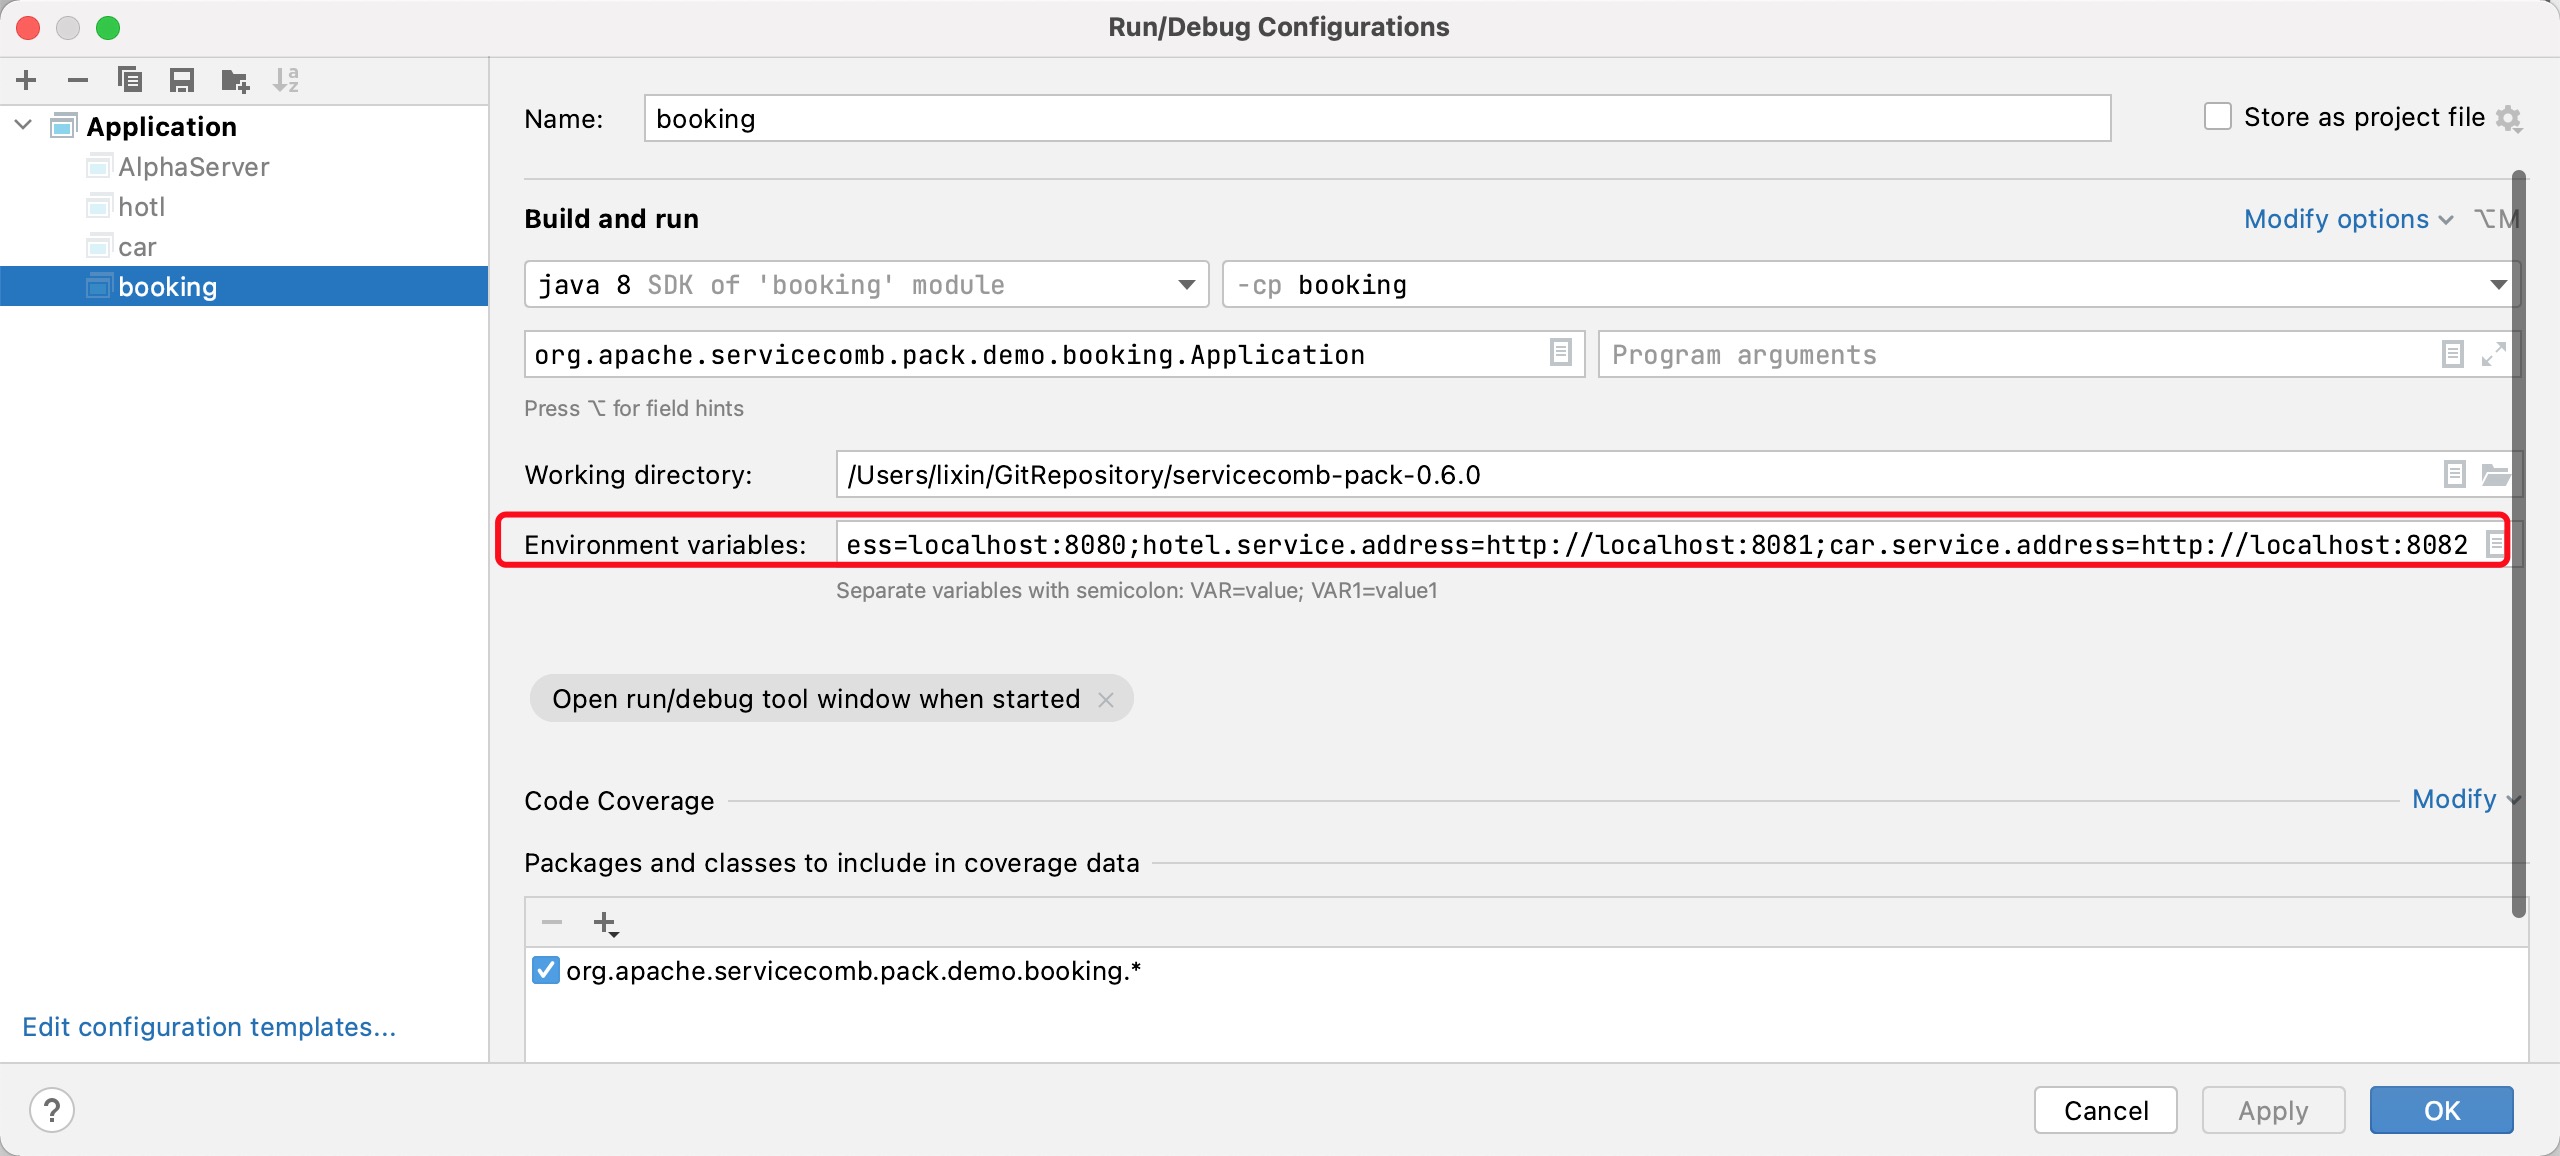 Run/Debug Configurations
Application
AlphaServer
hotl
car
booking
Edit configuration templates...
Name: booking
Store as project file
Build and run
Modify options ⌥M
java 8 SDK of 'booking' module
-cp booking
org.apache.servicecomb.pack.demo.booking.Application
Program arguments
Press ⌥ for field hints
Working directory: /Users/lixin/GitRepository/servicecomb-pack-0.6.0
Environment variables: ess=localhost:8080;hotel.service.address=http://localhost:8081;car.service.address=http://localhost:8082
Separate variables with semicolon: VAR=value; VAR1=value1
Open run/debug tool window when started
Code Coverage
Modify
Packages and classes to include in coverage data
org.apache.servicecomb.pack.demo.booking.*
?
Cancel
Apply
OK